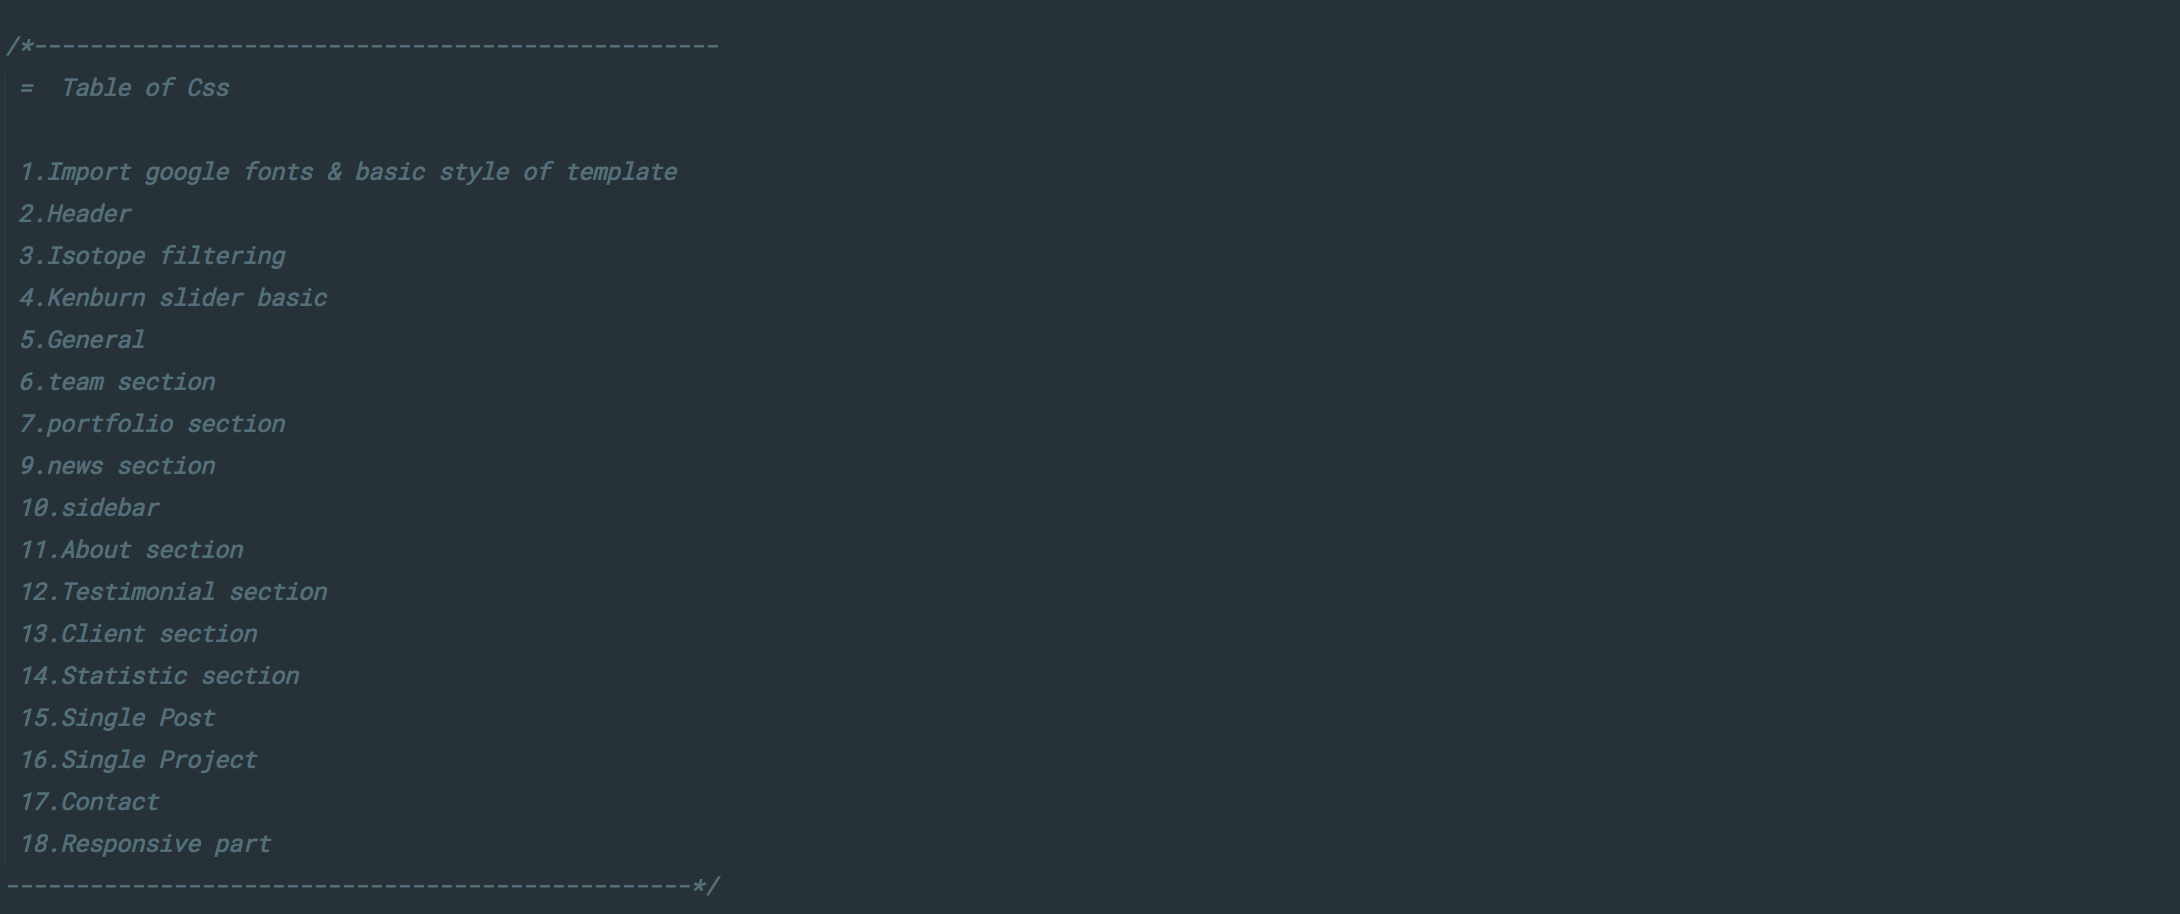 /*-------------------------------------------------
=  Table of Css
1.Import google fonts & basic style of template
2.Header
3.Isotope filtering
4.Kenburn slider basic
5.General
6.team section
7.portfolio section
9.news section
10.sidebar
11.About section
12.Testimonial section
13.Client section
14.Statistic section
15.Single Post
16.Single Project
17.Contact
18.Responsive part
-------------------------------------------------*/